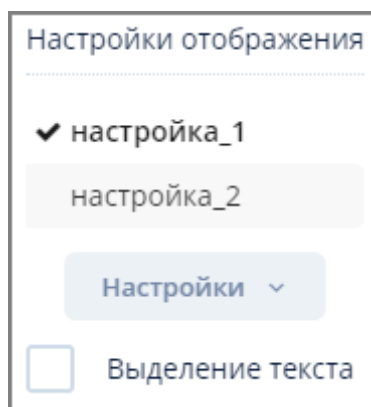 Настройки отображения
настройка_1
настройка_2
Настройки
Выделение текста